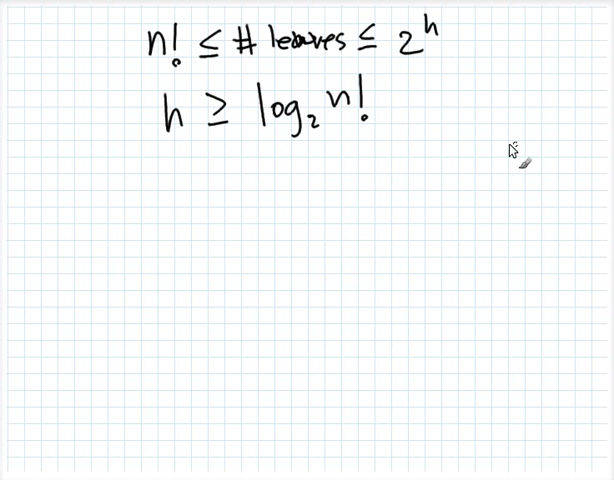 n! ≤ # leaves ≤ 2^h
h ≥ log₂ n!